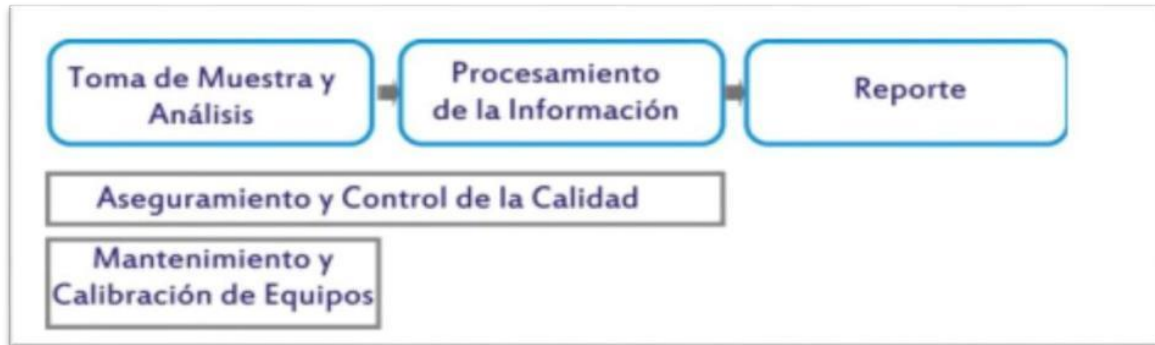 Toma de Muestra y
Análisis
Procesamiento
de la Información
Reporte
Aseguramiento y Control de la Calidad
Mantenimiento y
Calibración de Equipos